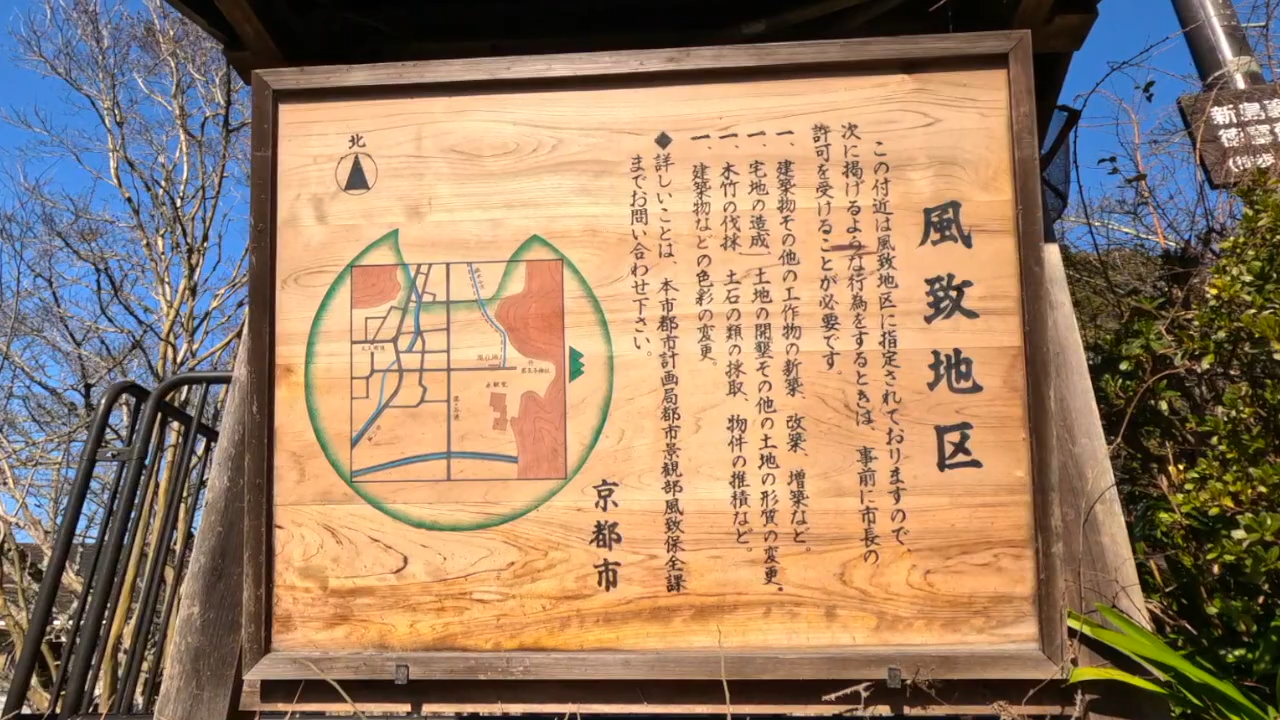 風致地区
この付近は風致地区に指定されておりますので、
次に掲げるような行為をするときは、事前に市長の
許可を受けることが必要です。
一、建築物その他の工作物の新築、改築、増築など。
一、宅地の造成、土地の開墾その他の土地の形質の変更。
一、木竹の伐採、土石の類の採取、物件の堆積など。
一、建築物などの色彩の変更。
◆詳しいことは、本市都市計画局都市景観部風致保全課
までお問い合わせ下さい。
京都市
北